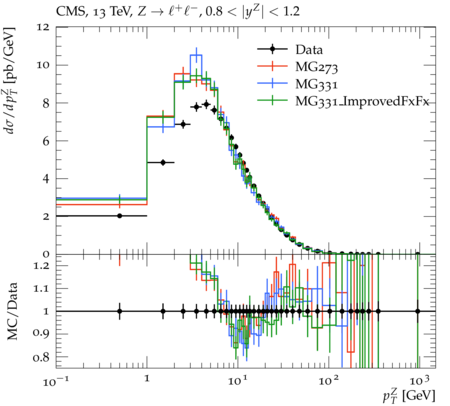 CMS, 13 TeV, Z → ℓ⁺ℓ⁻, 0.8 < |y^Z| < 1.2
dσ/dp_T^Z [pb/GeV]
Data
MG273
MG331
MG331_ImprovedFxFx
12
10
8
6
4
2
0
MC/Data
1.2
1.1
1
0.9
0.8
10⁻¹ 1 10¹ 10² 10³
p_T^Z [GeV]